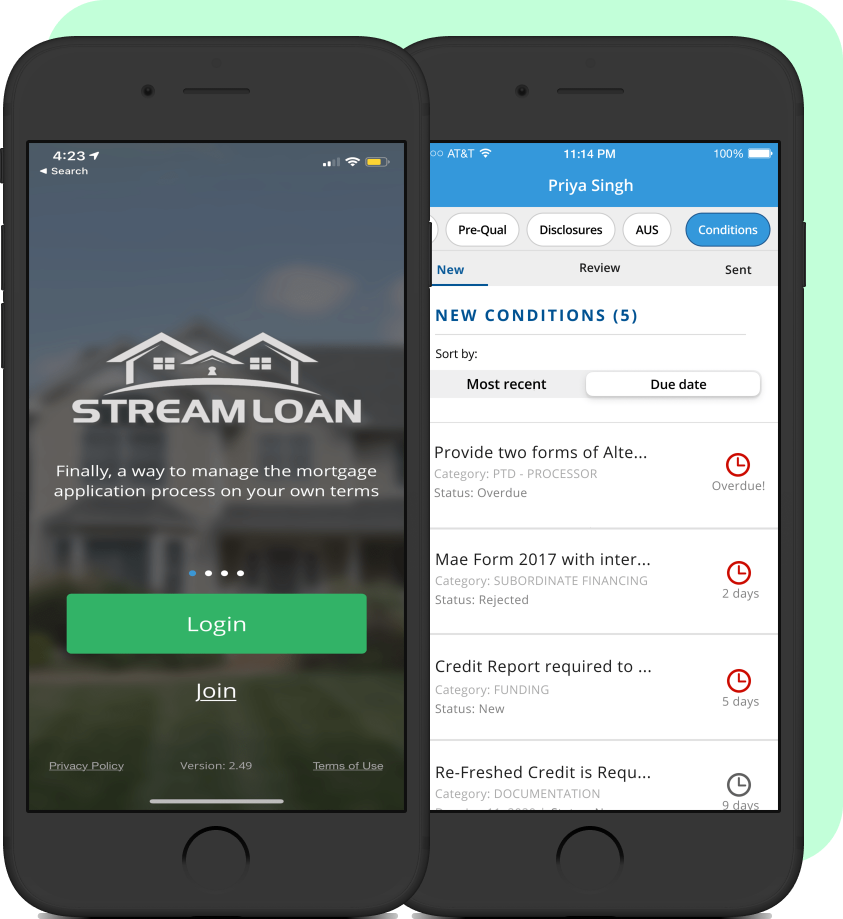 4:23
◄ Search
STREAMLOAN
Finally, a way to manage the mortgage
application process on your own terms
Login
Join
Privacy Policy Version: 2.49 Terms of Use
AT&T 11:14 PM 100%
Priya Singh
Pre-Qual Disclosures AUS Conditions
New Review Sent
NEW CONDITIONS (5)
Sort by:
Most recent Due date
Provide two forms of Alte...
Category: PTD - PROCESSOR
Status: Overdue
Overdue!
Mae Form 2017 with inter...
Category: SUBORDINATE FINANCING
Status: Rejected
2 days
Credit Report required to ...
Category: FUNDING
Status: New
5 days
Re-Freshed Credit is Requ...
Category: DOCUMENTATION
9 days